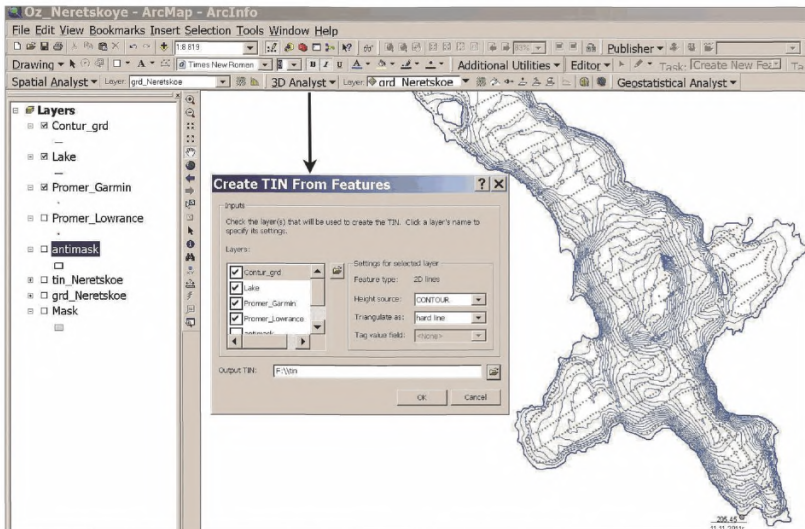 Oz_Neretskoye - ArcMap - ArcInfo
File Edit View Bookmarks Insert Selection Tools Window Help
1:8 819
Publisher
Drawing
A
Times New Roman
B I U A
Additional Utilities
Editor
Task: Create New Fea
Spatial Analyst Layer: grd_Neretskoe
3D Analyst Layer: grd_Neretskoe
Geostatistical Analyst
Layers
Contur_grd
Lake
Promer_Garmin
Promer_Lowrance
antimask
tin_Neretskoe
grd_Neretskoe
Mask
Create TIN From Features
Inputs
Check the layer(s) that will be used to create the TIN. Click a layer's name to
specify its settings.
Layers:
Contur_grd
Lake
Promer_Garmin
Promer_Lowrance
antimask
Settings for selected layer
Feature type: 2D lines
Height source: CONTOUR
Triangulate as: hard line
Tag value field: <None>
Output TIN:
OK Cancel
11.11.2011г.